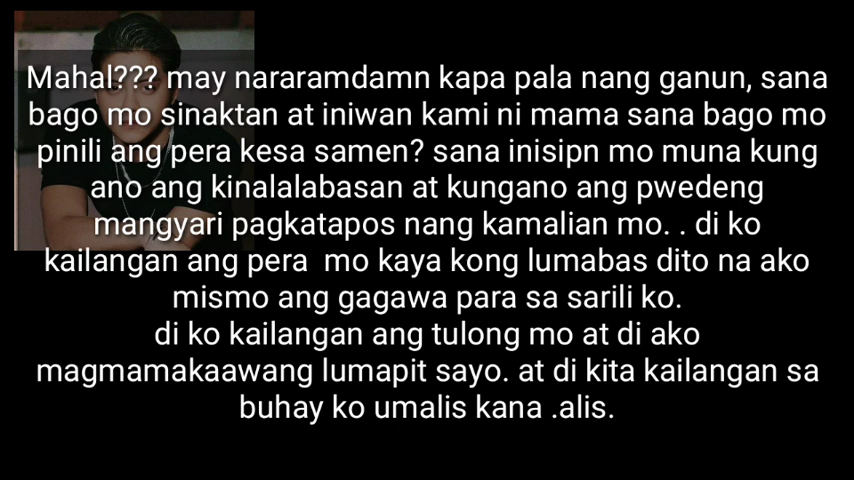 Mahal??? may nararamdamn kapa pala nang ganun, sana
bago mo sinaktan at iniwan kami ni mama sana bago mo
pinili ang pera kesa samen? sana inisipn mo muna kung
ano ang kinalalabasan at kungano ang pwedeng
mangyari pagkatapos nang kamalian mo. . di ko
kailangan ang pera  mo kaya kong lumabas dito na ako
mismo ang gagawa para sa sarili ko.
di ko kailangan ang tulong mo at di ako
magmamakaawang lumapit sayo. at di kita kailangan sa
buhay ko umalis kana .alis.